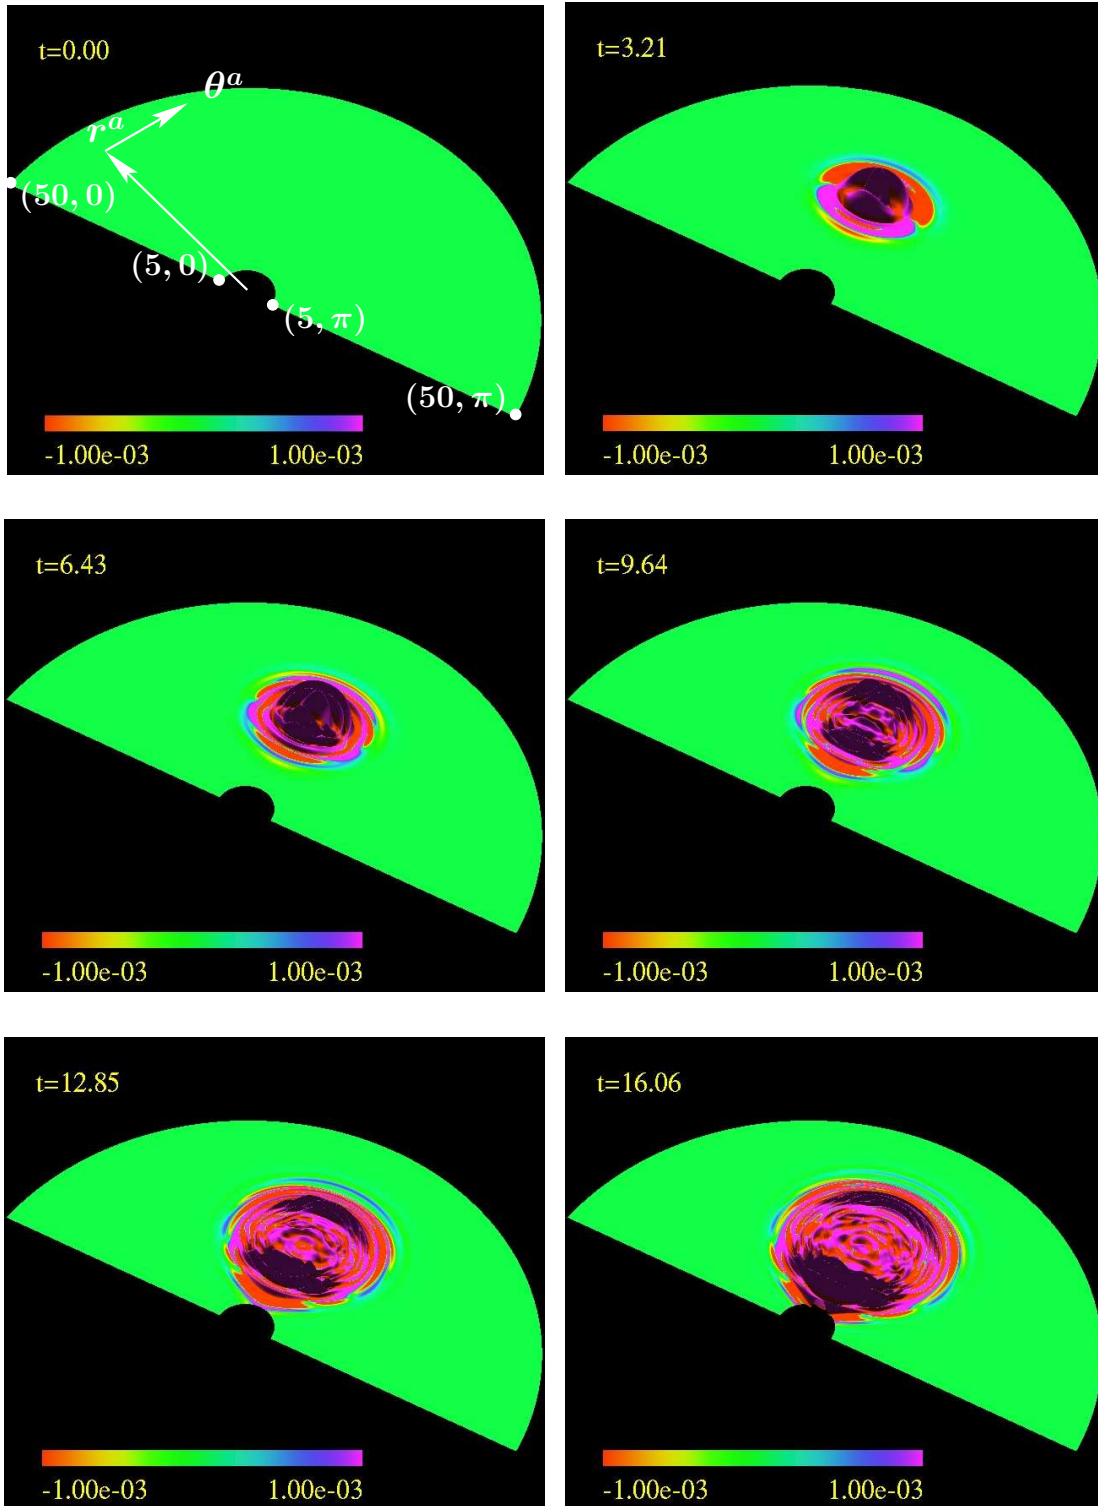 t=0.00
θ^a
r^a
(50, 0)
(5, 0)
(5, π)
(50, π)
-1.00e-03 1.00e-03
t=3.21
-1.00e-03 1.00e-03
t=6.43
-1.00e-03 1.00e-03
t=9.64
-1.00e-03 1.00e-03
t=12.85
-1.00e-03 1.00e-03
t=16.06
-1.00e-03 1.00e-03